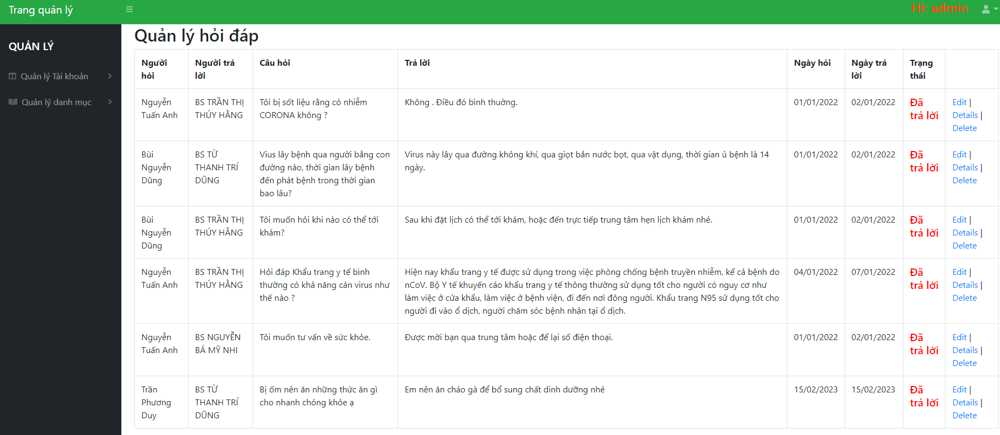 Trang quản lý
HI: admin
QUẢN LÝ
Quản lý Tài khoản
Quản lý danh mục
Quản lý hỏi đáp
Người
hỏi
Người trả
lời
Câu hỏi
Trả lời
Ngày hỏi
Ngày trả
lời
Trạng
thái
Nguyễn
Tuấn Anh
BS TRẦN THỊ
THÚY HẰNG
Tôi bị sốt liệu rằng có nhiễm
CORONA không ?
Không . Điều đó bình thuờng.
01/01/2022
02/01/2022
Đã
trả lời
Edit |
Details |
Delete
Bùi
Nguyễn
Dũng
BS TỪ
THANH TRÍ
DŨNG
Vius lây bệnh qua người bằng con
đường nào, thời gian lây bệnh
đến phát bệnh trong thời gian
bao lâu?
Virus này lây qua đường không khí, qua giọt bắn nước bọt, qua vật dụng, thời gian ủ bệnh là 14
ngày.
01/01/2022
02/01/2022
Đã
trả lời
Edit |
Details |
Delete
Bùi
Nguyễn
Dũng
BS TRẦN THỊ
THÚY HẰNG
Tôi muốn hỏi khi nào có thể tới
khám?
Sau khi đặt lịch có thể tới khám, hoặc đến trực tiếp trung tâm hẹn lịch khám nhé.
01/01/2022
02/01/2022
Đã
trả lời
Edit |
Details |
Delete
Nguyễn
Tuấn Anh
BS TRẦN THỊ
THÚY HẰNG
Hỏi đáp Khẩu trang y tế bình
thường có khả năng cản virus như
thế nào ?
Hiện nay khẩu trang y tế được sử dụng trong việc phòng chống bệnh truyền nhiễm, kể cả bệnh do
nCoV. Bộ Y tế khuyến cáo khẩu trang y tế thông thường sử dụng tốt cho người có nguy cơ như
làm việc ở cửa khẩu, làm việc ở bệnh viện, đi đến nơi đông người. Khẩu trang N95 sử dụng tốt cho
người đi vào ổ dịch, người chăm sóc bệnh nhân tại ổ dịch.
04/01/2022
07/01/2022
Đã
trả lời
Edit |
Details |
Delete
Nguyễn
Tuấn Anh
BS NGUYỄN
BÁ MỸ NHI
Tôi muốn tư vấn về sức khỏe.
Được mời bạn qua trung tâm hoặc để lại số điện thoại.
01/01/2022
02/01/2022
Đã
trả lời
Edit |
Details |
Delete
Trần
Phương
Duy
BS TỪ
THANH TRÍ
DŨNG
Bị ốm nên ăn những thức ăn gì
cho nhanh chóng khỏe ạ
Em nên ăn cháo gà để bổ sung chất dinh dưỡng nhé
15/02/2023
15/02/2023
Đã
trả lời
Edit |
Details |
Delete